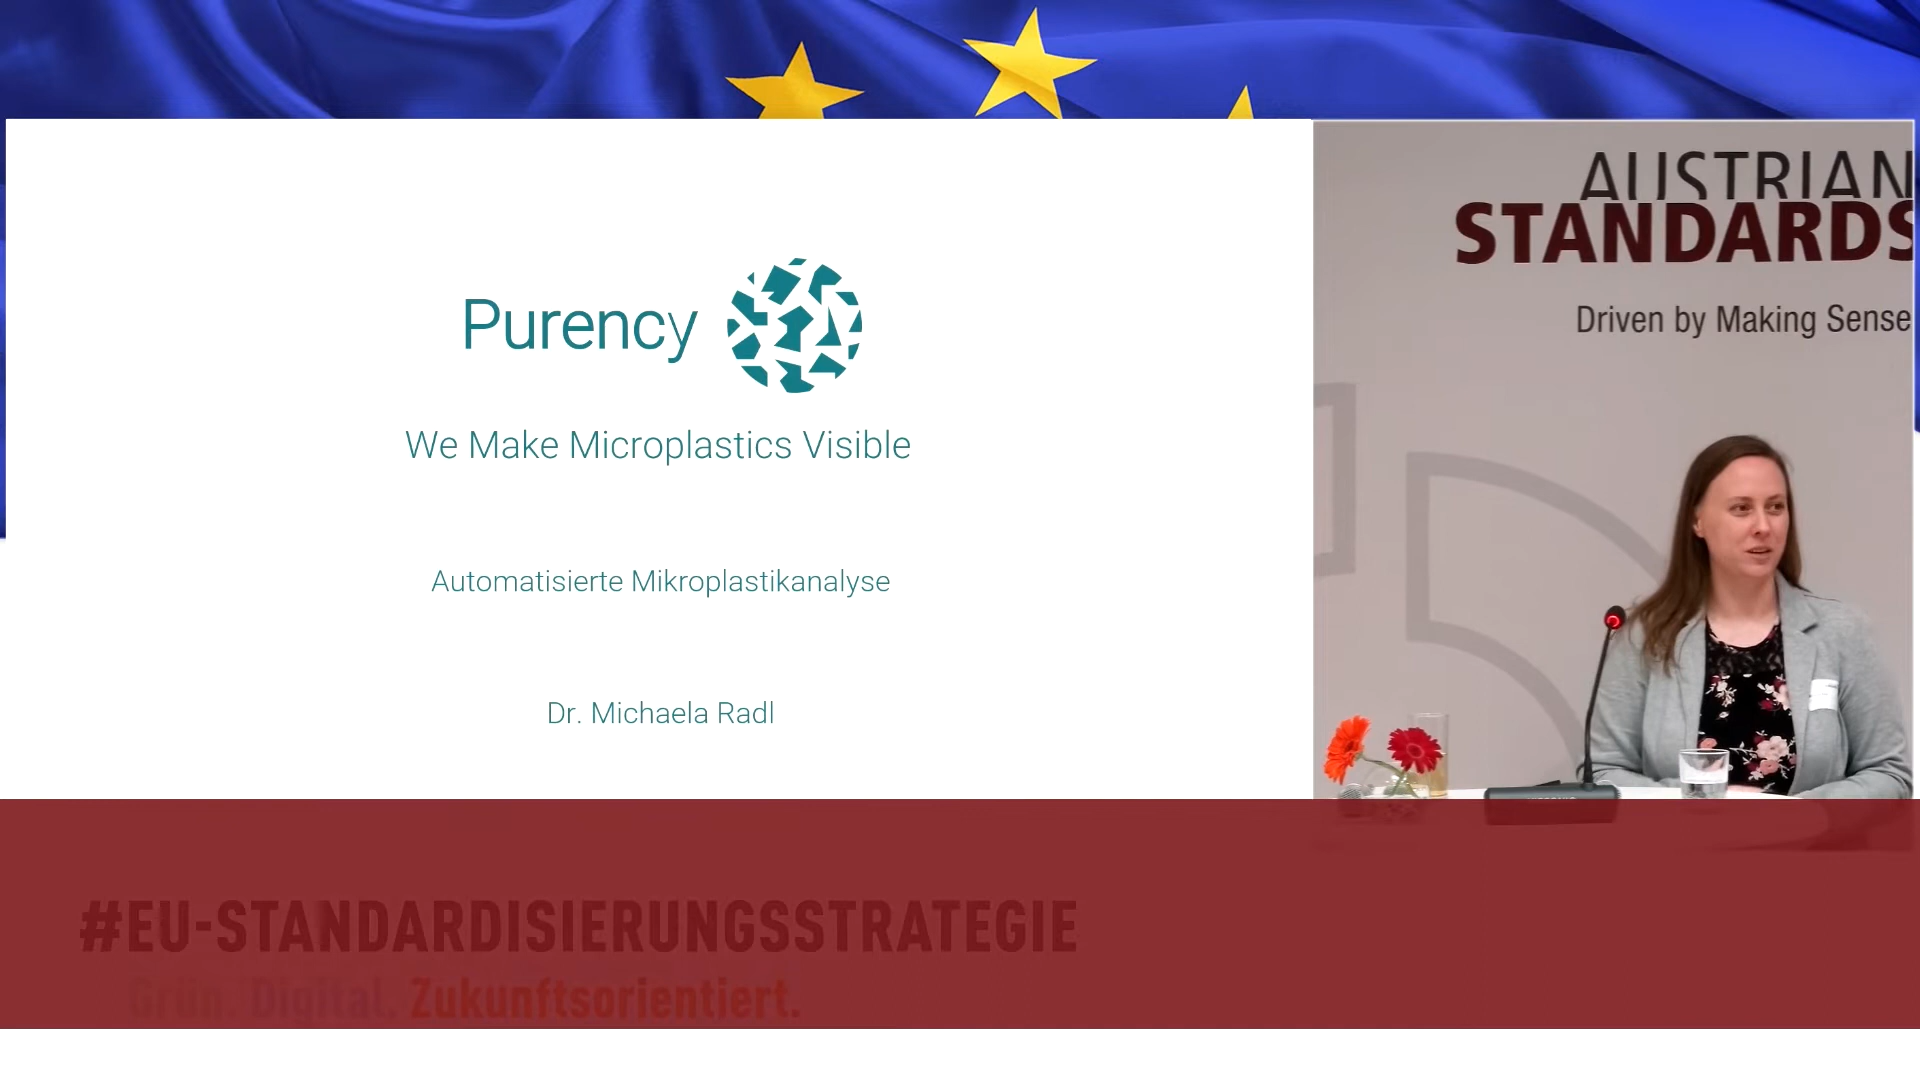 Purency
We Make Microplastics Visible
Automatisierte Mikroplastikanalyse
Dr. Michaela Radl
AUSTRIAN
STANDARDS
Driven by Making Sense
#EU-STANDARDISIERUNGSSTRATEGIE
Grün. Digital. Zukunftsorientiert.